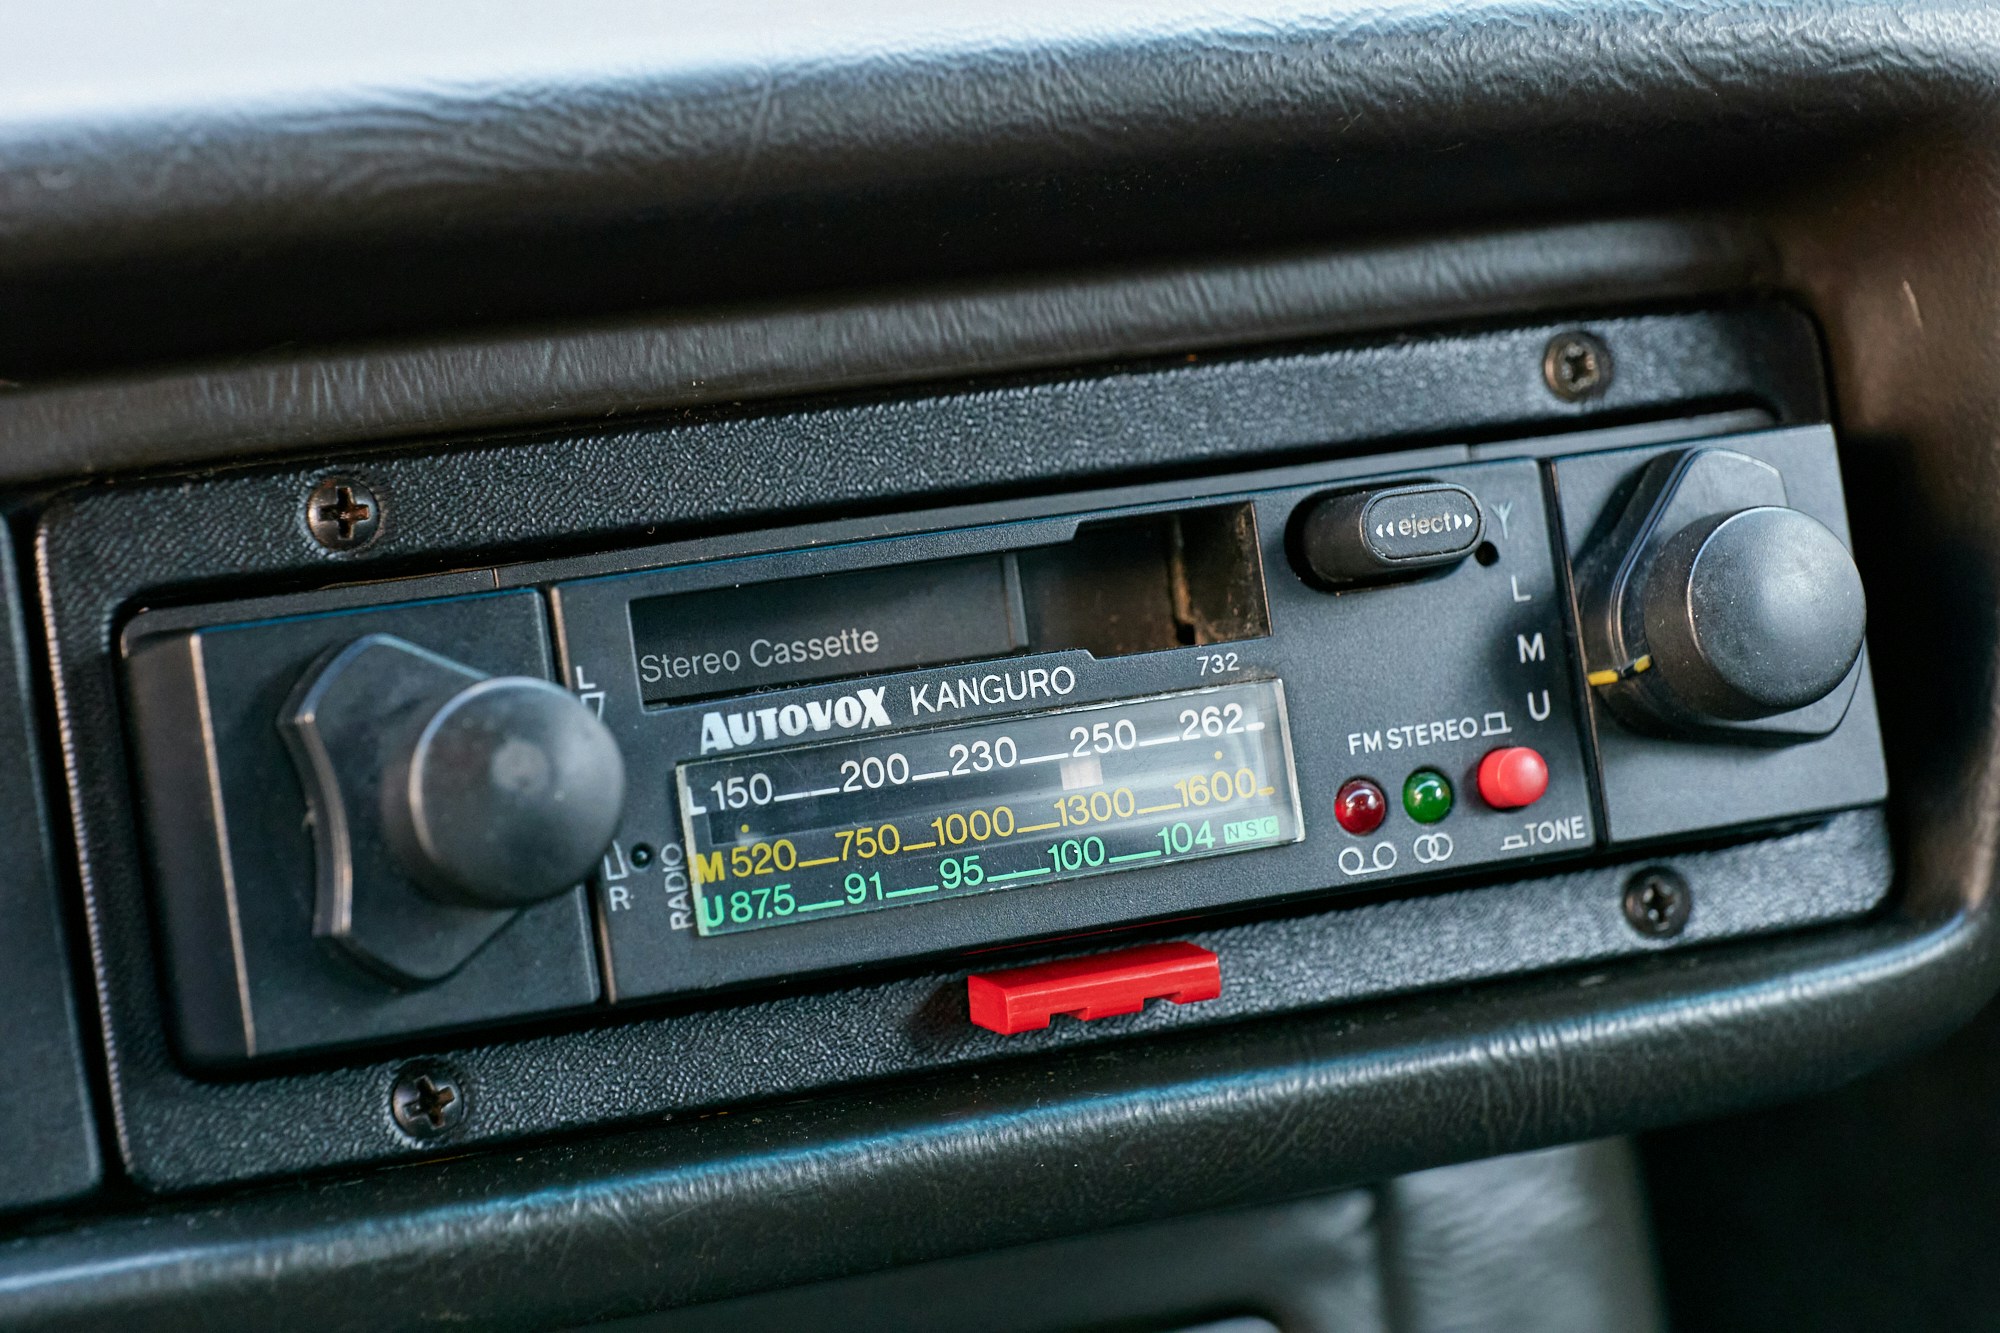 Stereo Cassette
AUTOVOX KANGURO 732
L 150 200 230 250 262
M 520 750 1000 1300 1600
U 87.5 91 95 100 104 NSC
L
R
RADIO
eject
L
M
U
FM STEREO
TONE